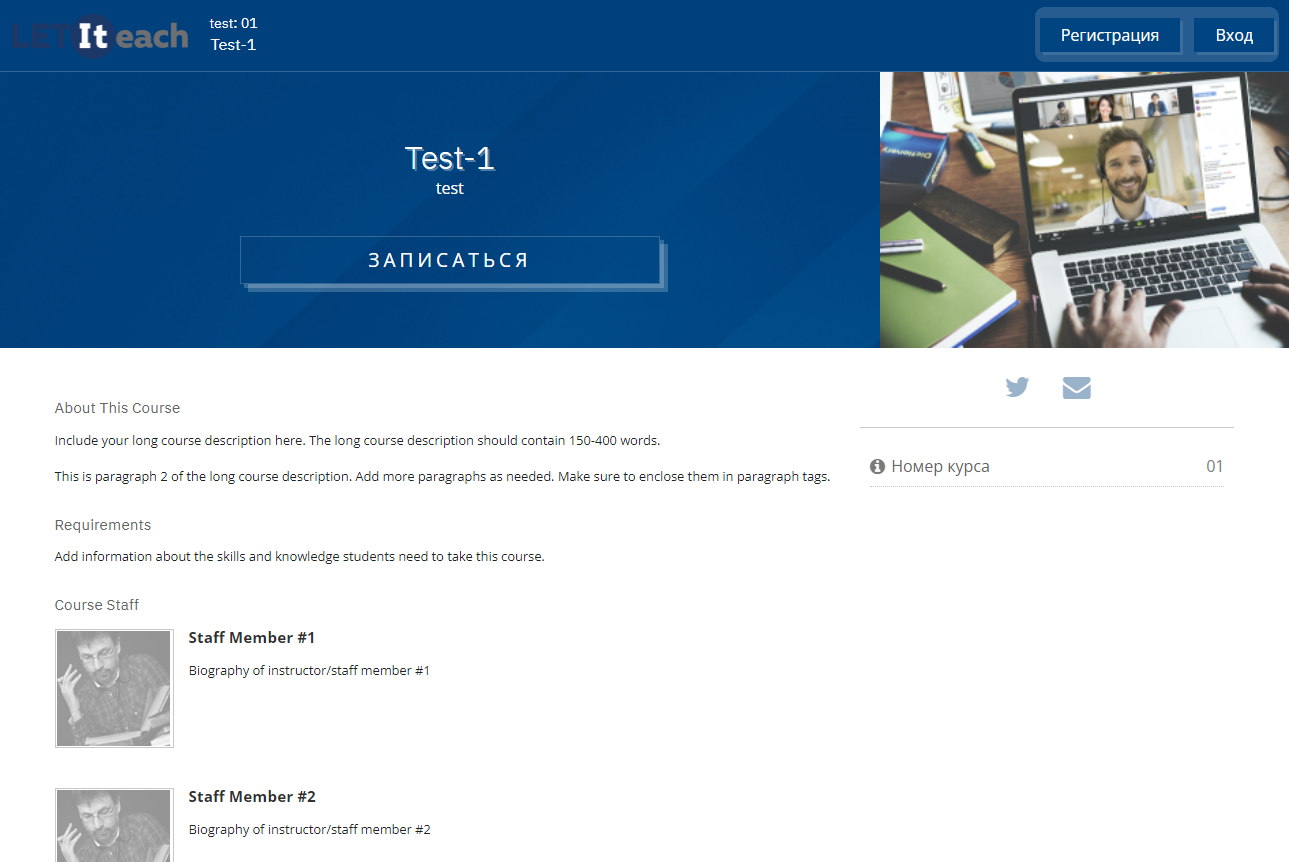 LETIteach
test: 01
Test-1
Регистрация
Вход
Test-1
test
ЗАПИСАТЬСЯ
Dictionary
About This Course
Include your long course description here. The long course description should contain 150-400 words.
This is paragraph 2 of the long course description. Add more paragraphs as needed. Make sure to enclose them in paragraph tags.
Номер курса
01
Requirements
Add information about the skills and knowledge students need to take this course.
Course Staff
Staff Member #1
Biography of instructor/staff member #1
Staff Member #2
Biography of instructor/staff member #2